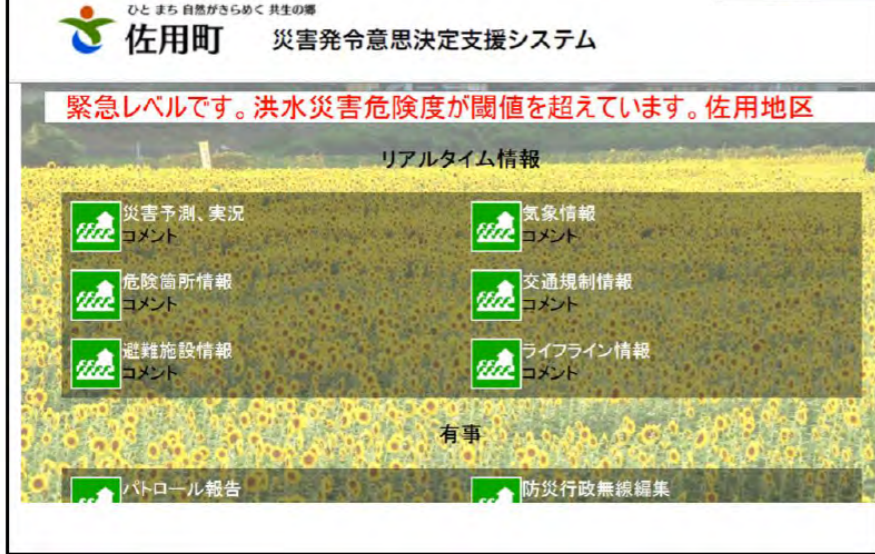 ひと まち 自然がきらめく 共生の郷
佐用町 災害発令意思決定支援システム
緊急レベルです。洪水災害危険度が閾値を超えています。佐用地区
リアルタイム情報
災害予測、実況 気象情報
コメント コメント
危険箇所情報 交通規制情報
コメント コメント
避難施設情報 ライフライン情報
コメント コメント
有事
パトロール報告 防災行政無線編集